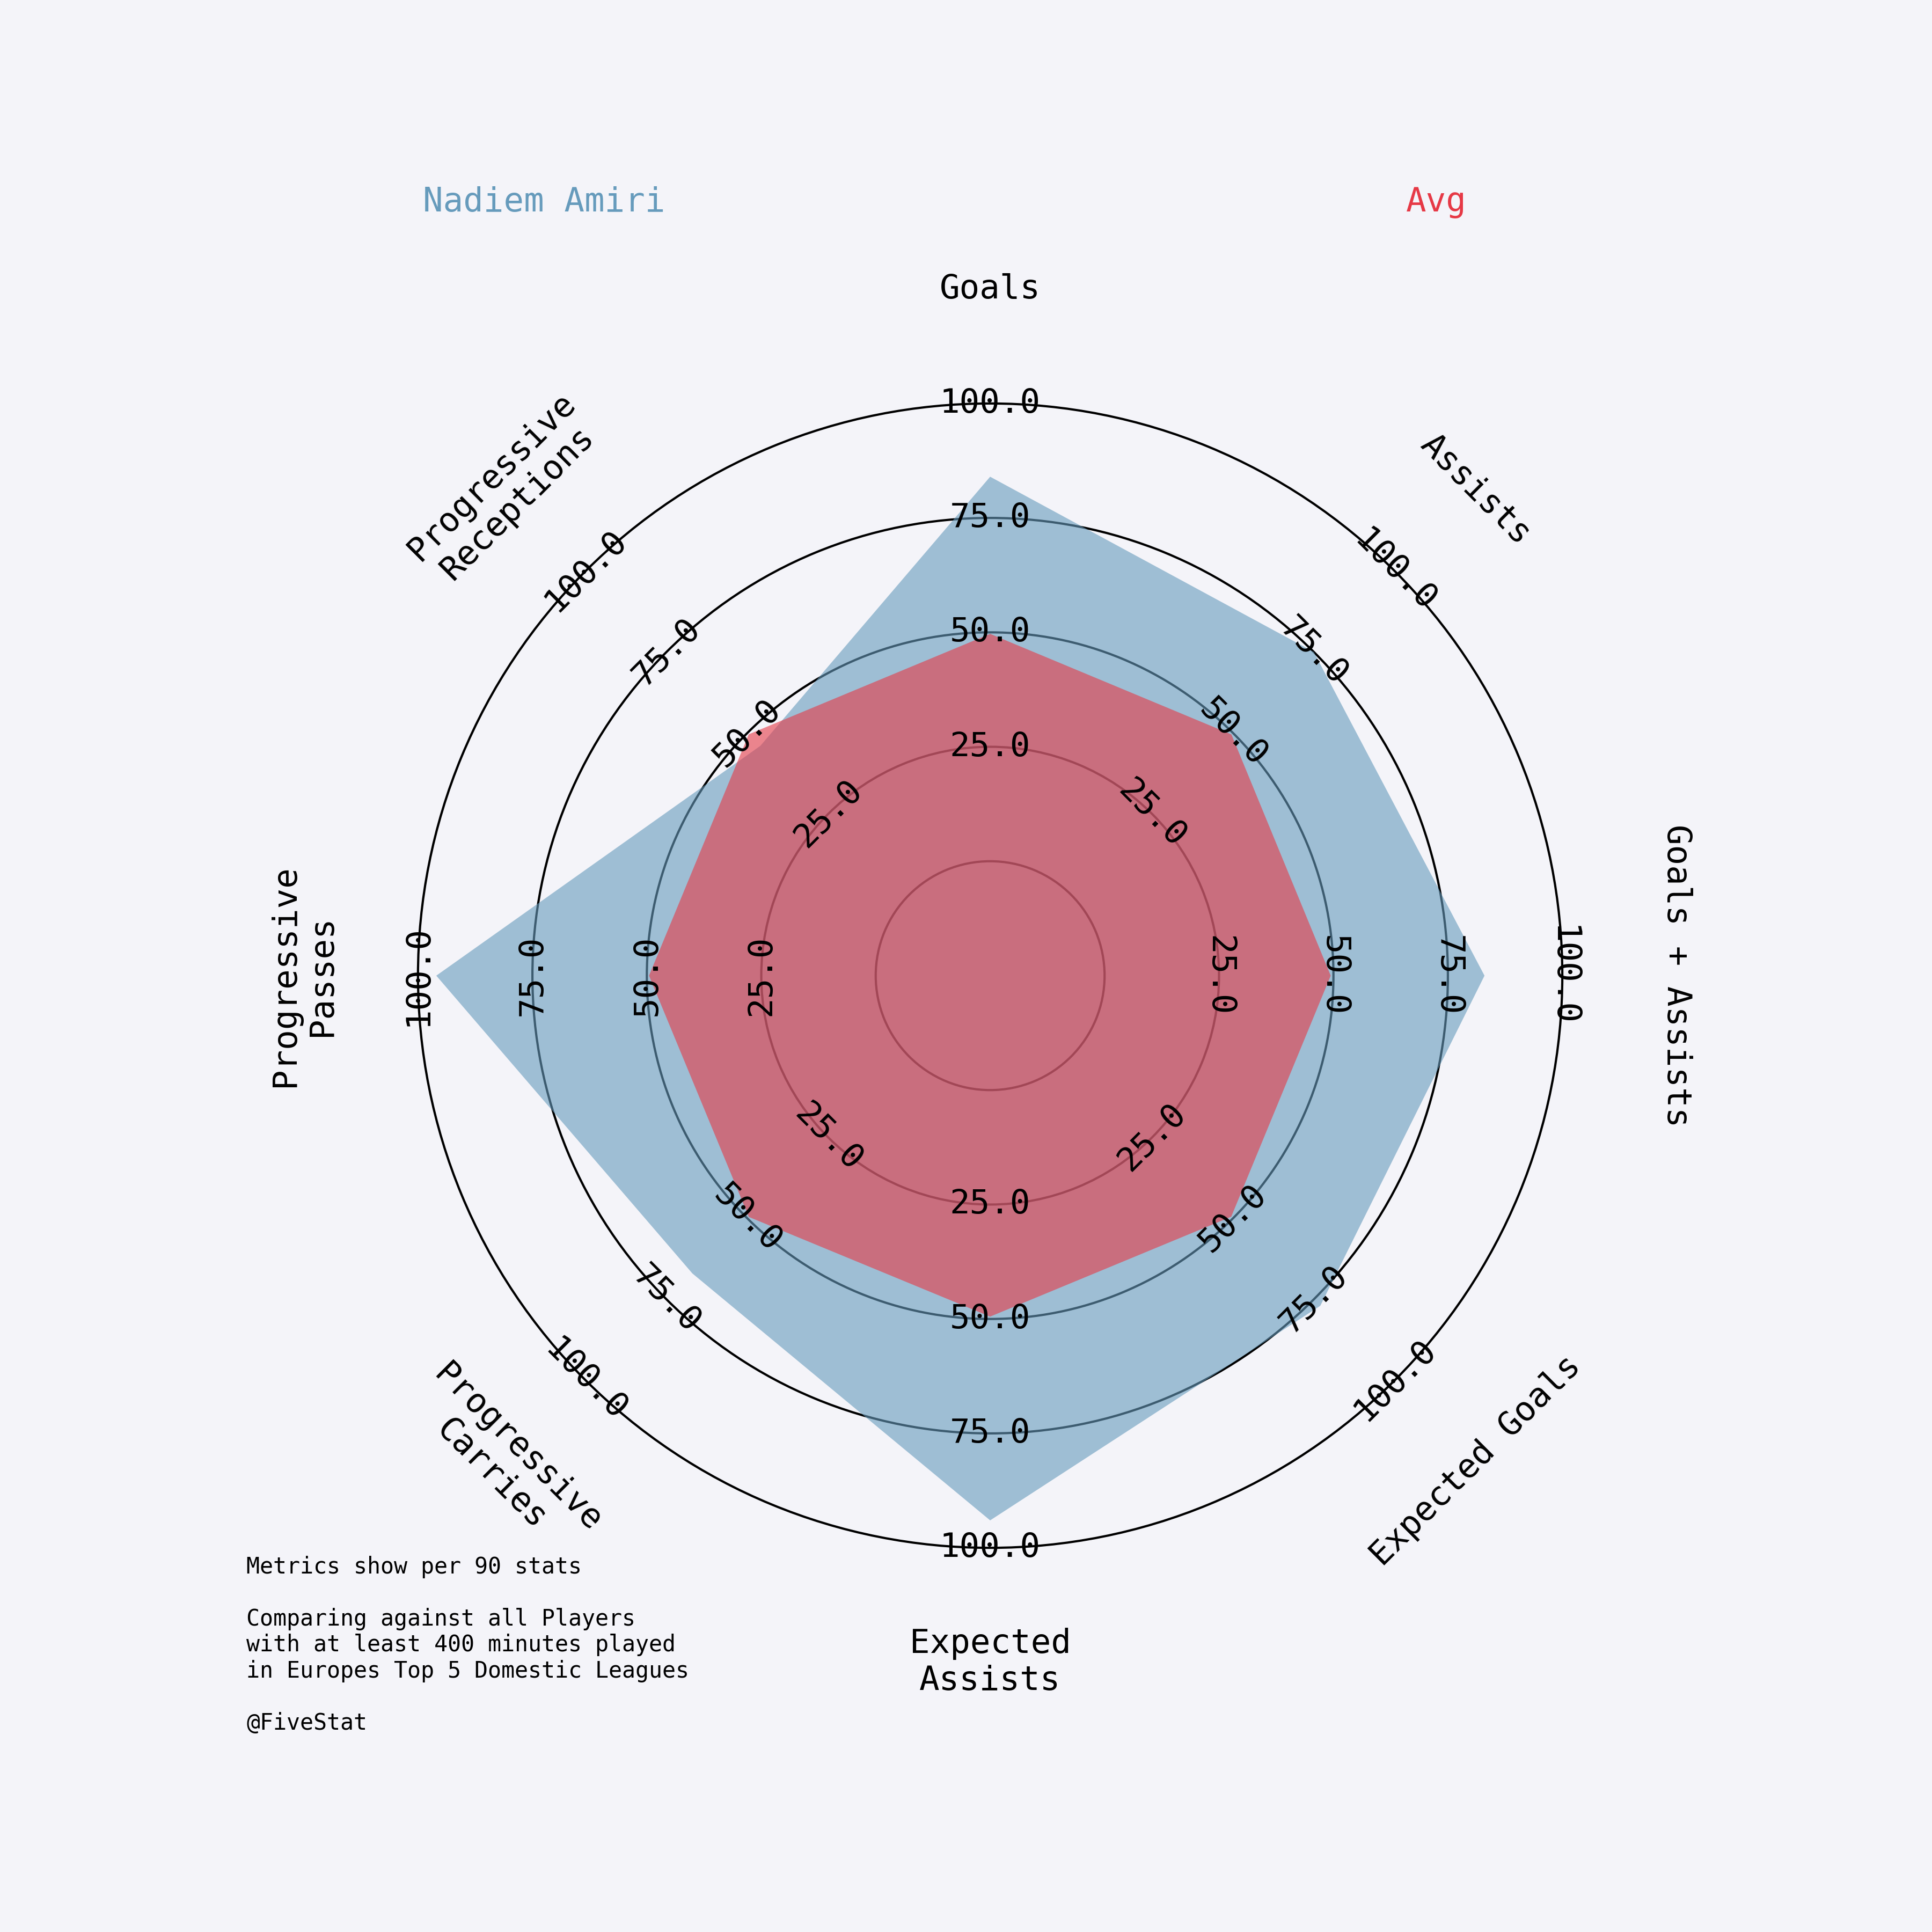 Nadiem Amiri
Avg
Goals
Assists
Goals + Assists
Expected Goals
Expected
Assists
Progressive
Carries
Progressive
Passes
Progressive
Receptions
25.0
50.0
75.0
100.0
25.0
50.0
75.0
100.0
25.0
50.0
75.0
100.0
25.0
50.0
75.0
100.0
25.0
50.0
75.0
100.0
25.0
50.0
75.0
100.0
25.0
50.0
75.0
100.0
25.0
50.0
75.0
100.0
Metrics show per 90 stats
Comparing against all Players
with at least 400 minutes played
in Europes Top 5 Domestic Leagues
@FiveStat